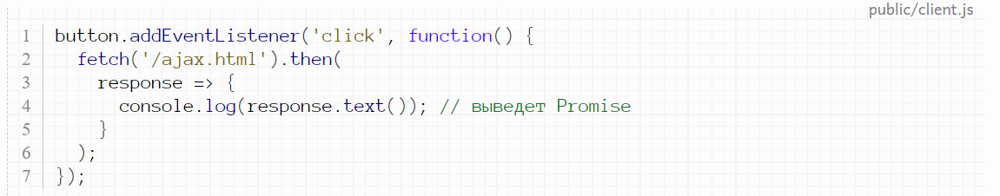 public/client.js
1 button.addEventListener('click', function() {
2   fetch('/ajax.html').then(
3     response => {
4       console.log(response.text()); // выведет Promise
5     }
6   );
7 });